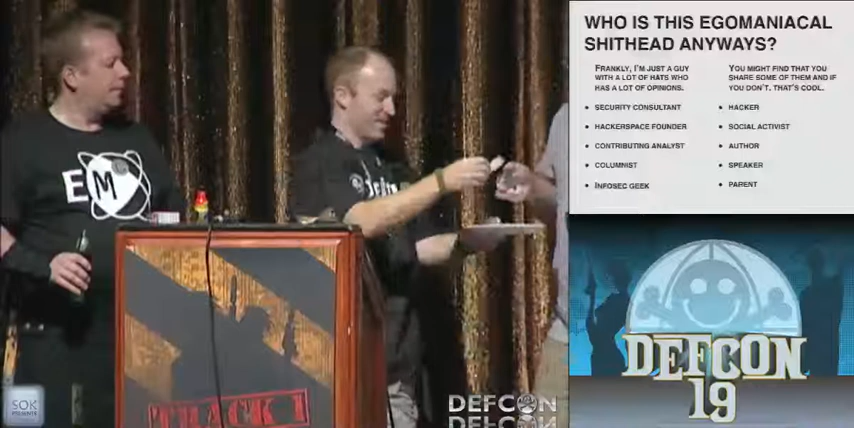 WHO IS THIS EGOMANIACAL
SHITHEAD ANYWAYS?
FRANKLY, I'M JUST A GUY
WITH A LOT OF HATS WHO
HAS A LOT OF OPINIONS.
• SECURITY CONSULTANT
• HACKERSPACE FOUNDER
• CONTRIBUTING ANALYST
• COLUMNIST
• INFOSEC GEEK
YOU MIGHT FIND THAT YOU
SHARE SOME OF THEM AND IF
YOU DON'T. THAT'S COOL.
• HACKER
• SOCIAL ACTIVIST
• AUTHOR
• SPEAKER
• PARENT
EM
TRACK 1
SOK
DEFCON
DEFCON
19